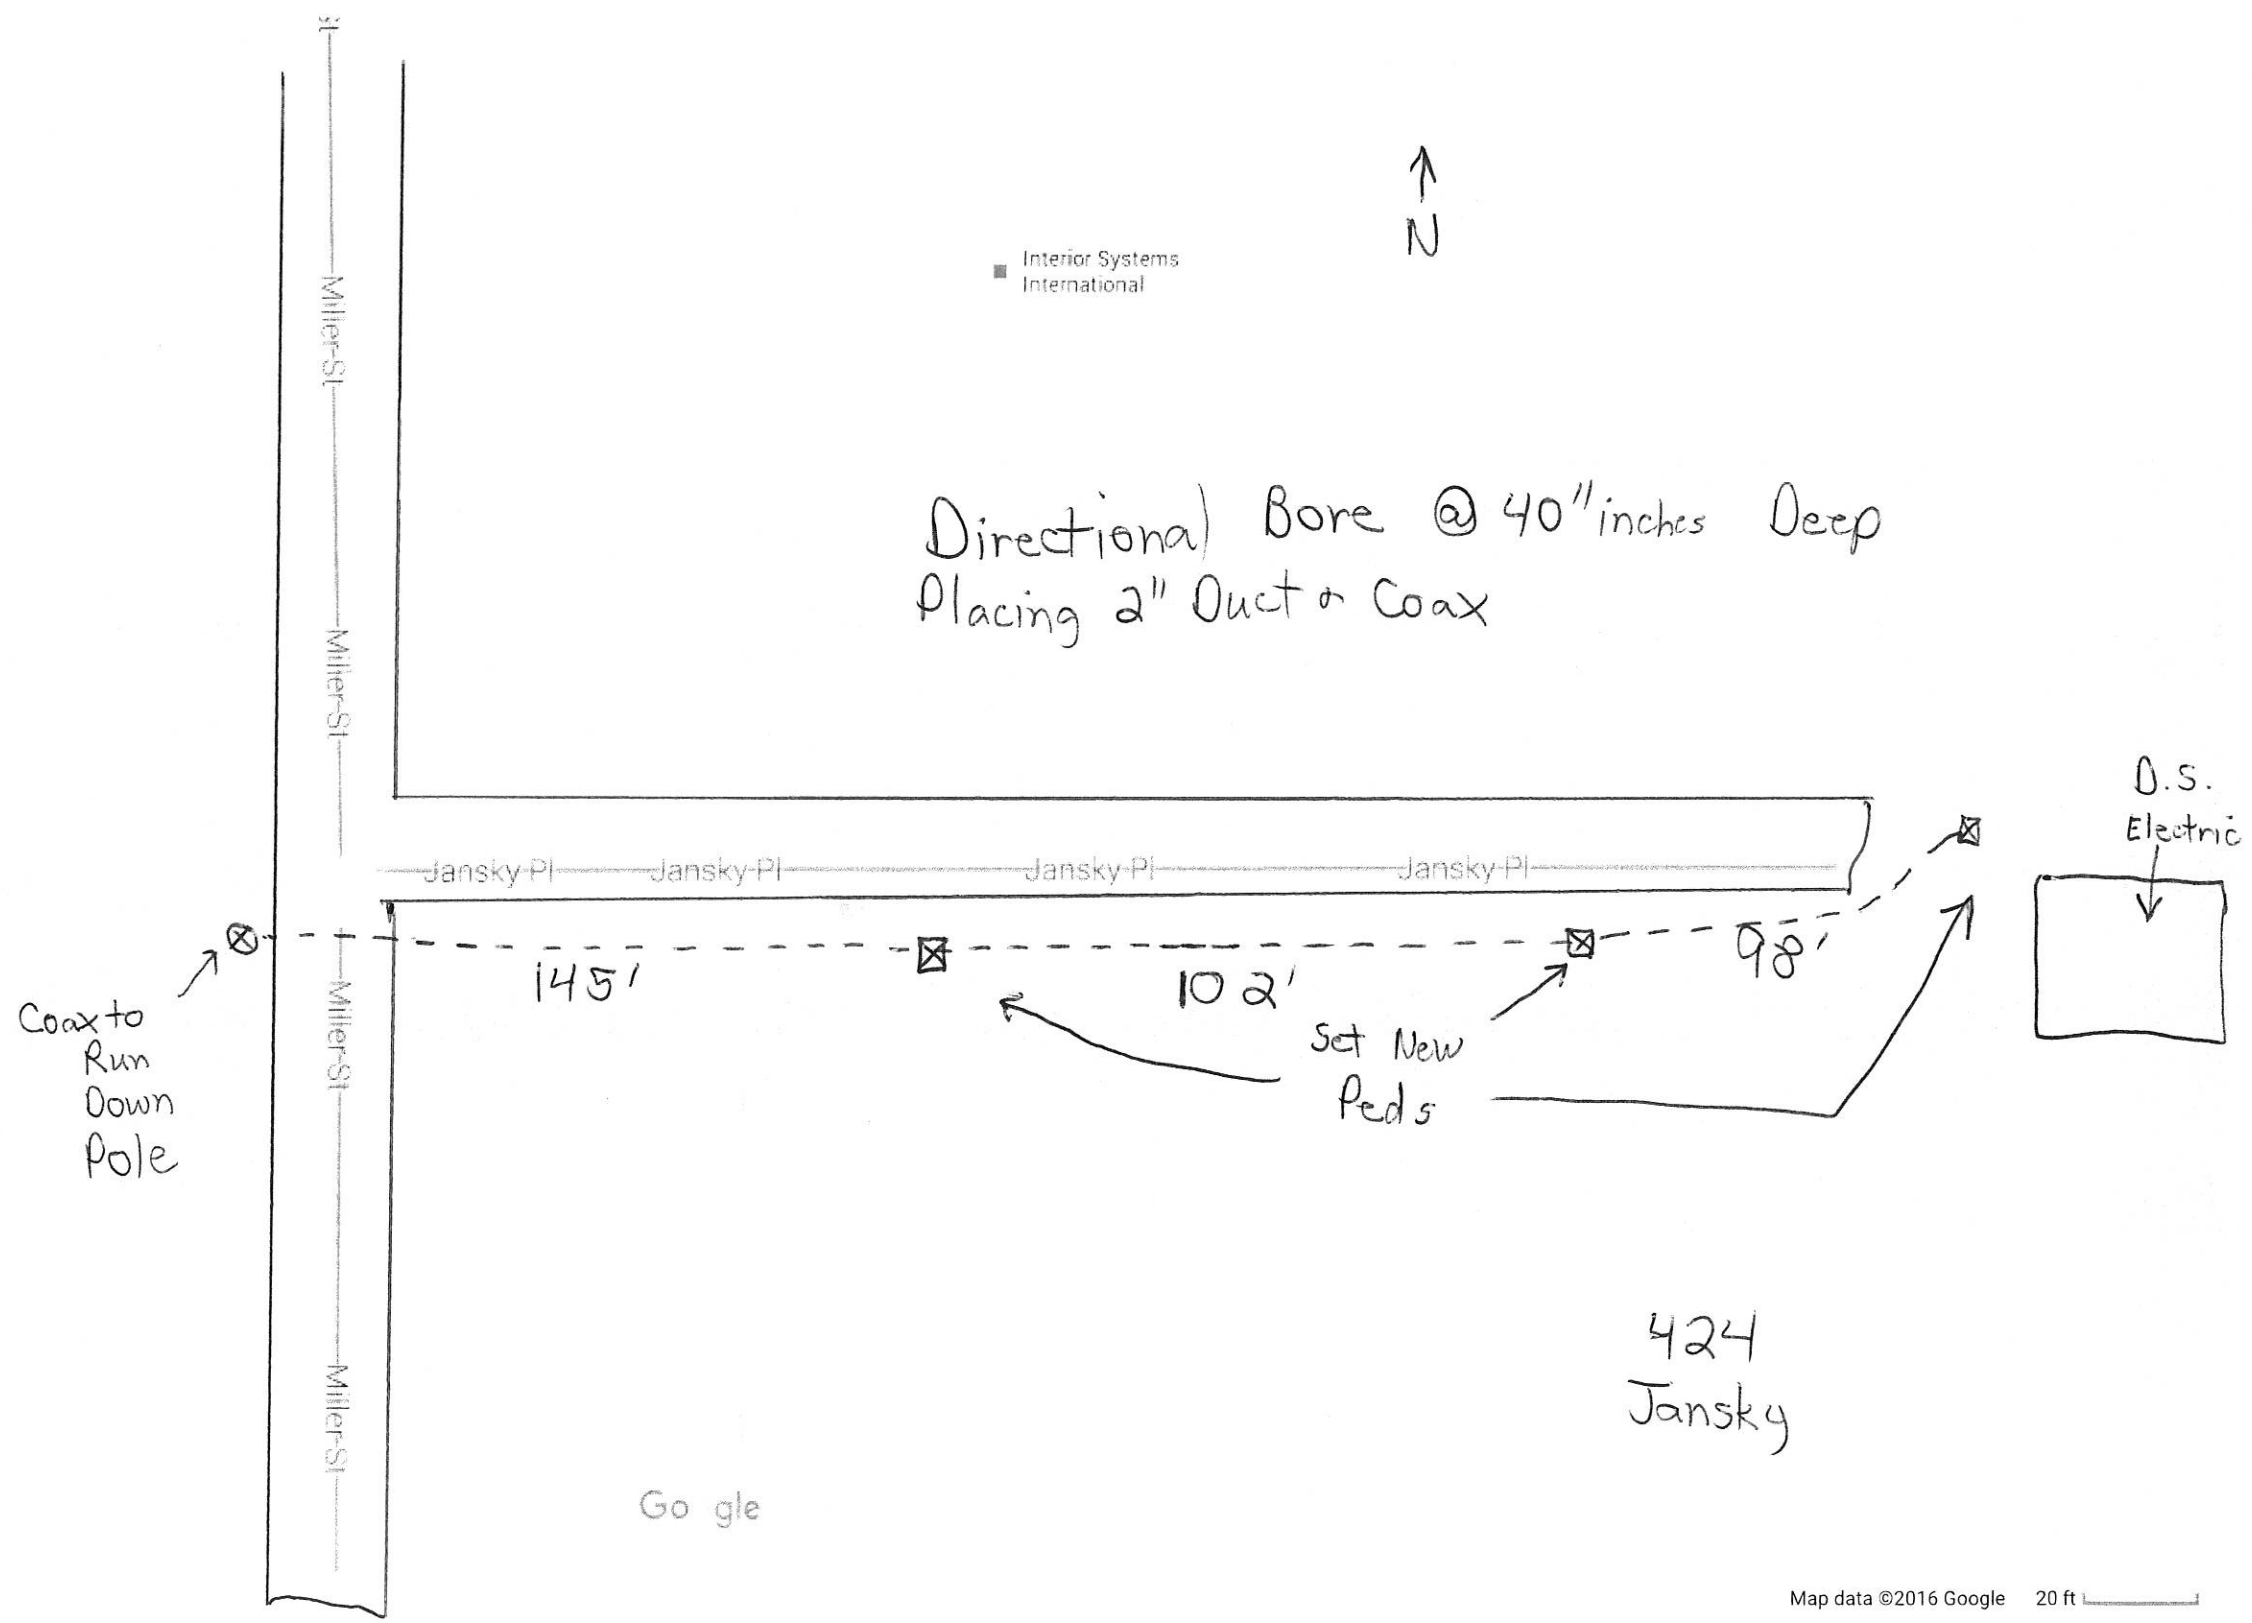 St
Miller St
Interior Systems
International
N
Directional Bore @ 40" inches Deep
Placing 2" Duct & Coax
Miller St
D.S.
Electric
Jansky Pl Jansky Pl Jansky Pl Jansky Pl
145' 102' 98'
Coax to
Run
Down
Pole
Miller St
Set New
Peds
424
Jansky
Miller St
Google
Map data ©2016 Google 20 ft